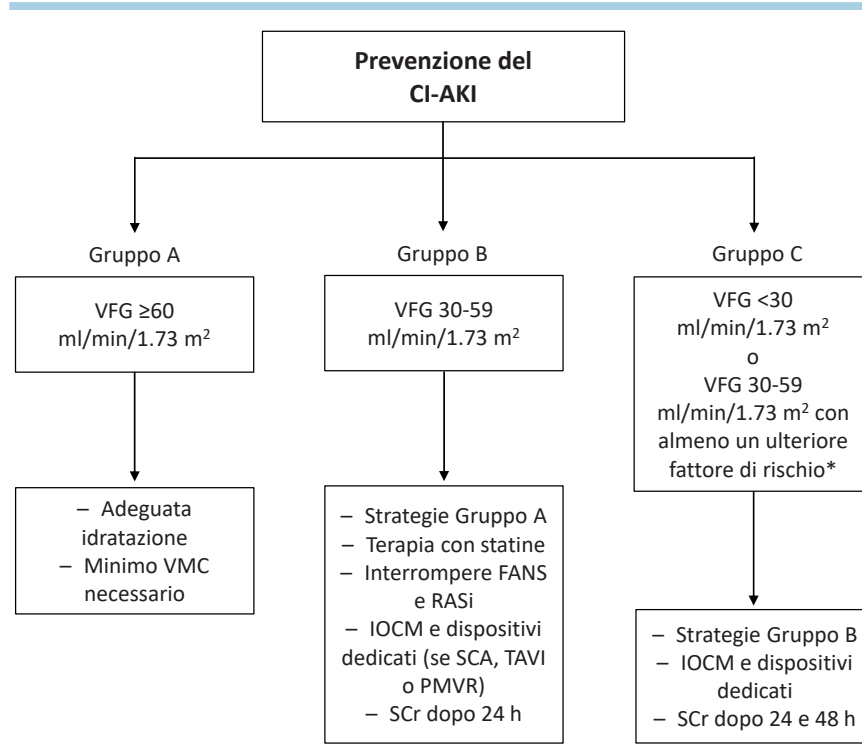 Prevenzione del
CI-AKI
Gruppo A
VFG ≥60
ml/min/1.73 m²
– Adeguata
idratazione
– Minimo VMC
necessario
Gruppo B
VFG 30-59
ml/min/1.73 m²
– Strategie Gruppo A
– Terapia con statine
– Interrompere FANS
e RASi
– IOCM e dispositivi
dedicati (se SCA, TAVI
o PMVR)
– SCr dopo 24 h
Gruppo C
VFG <30
ml/min/1.73 m²
o
VFG 30-59
ml/min/1.73 m² con
almeno un ulteriore
fattore di rischio*
– Strategie Gruppo B
– IOCM e dispositivi
dedicati
– SCr dopo 24 e 48 h